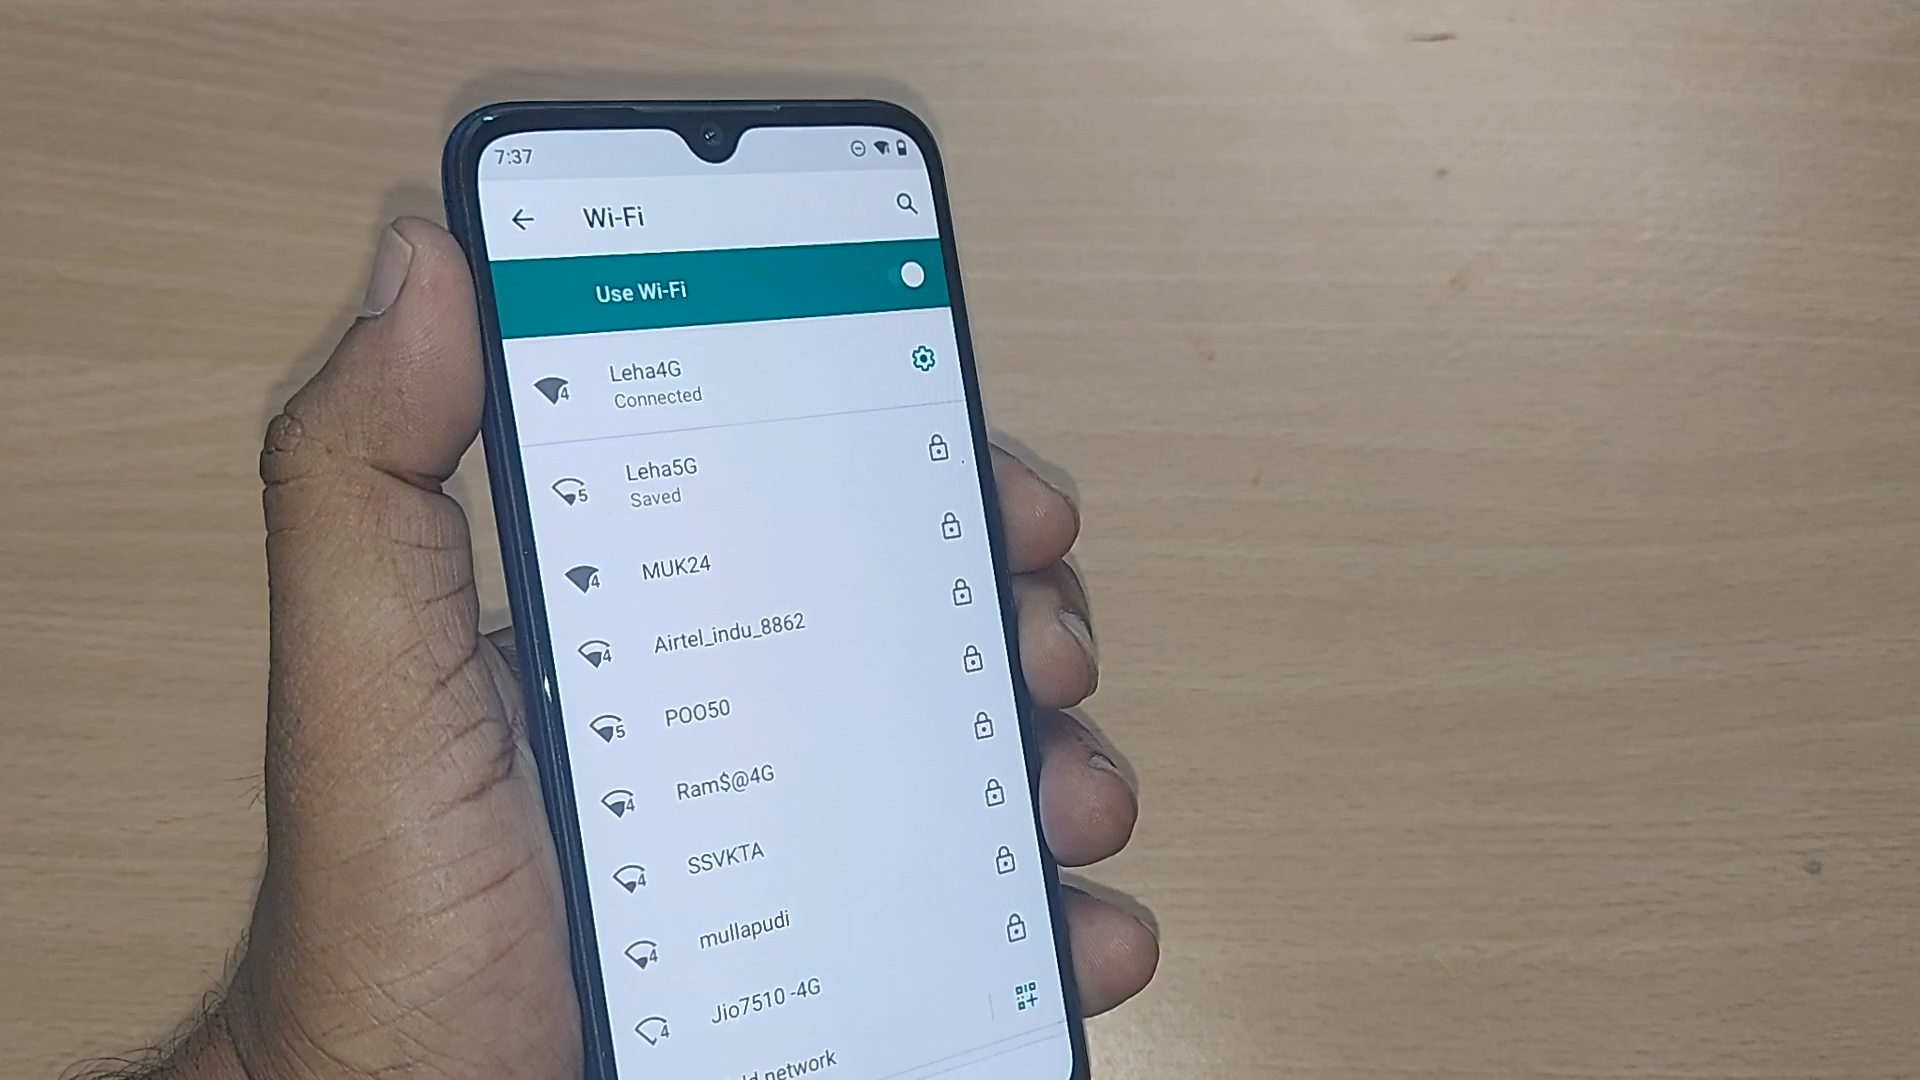 7:37
Wi-Fi
Use Wi-Fi
Leha4G
Connected
Leha5G
Saved
MUK24
Airtel_indu_8862
POO50
Ram$@4G
SSVKTA
mullapudi
Jio7510 -4G
network